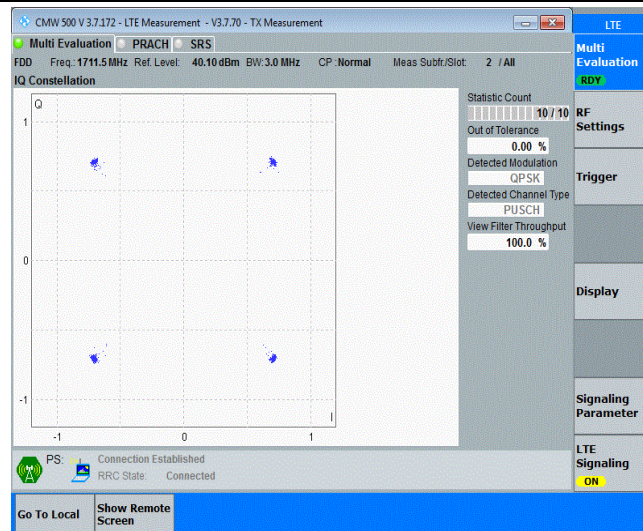 CMW 500 V 3.7.172 - LTE Measurement - V3.7.70 - TX Measurement
LTE
Multi Evaluation PRACH SRS
Multi
Evaluation
RDY
FDD Freq.: 1711.5 MHz Ref. Level: 40.10 dBm BW: 3.0 MHz CP : Normal Meas Subfr./Slot: 2 / All
IQ Constellation
Q
1
0
-1
I
-1 0 1
Statistic Count
10 / 10
Out of Tolerance
0.00 %
Detected Modulation
QPSK
Detected Channel Type
PUSCH
View Filter Throughput
100.0 %
RF
Settings
Trigger
Display
Signaling
Parameter
LTE
Signaling
ON
PS: Connection Established
RRC State: Connected
Go To Local
Show Remote
Screen